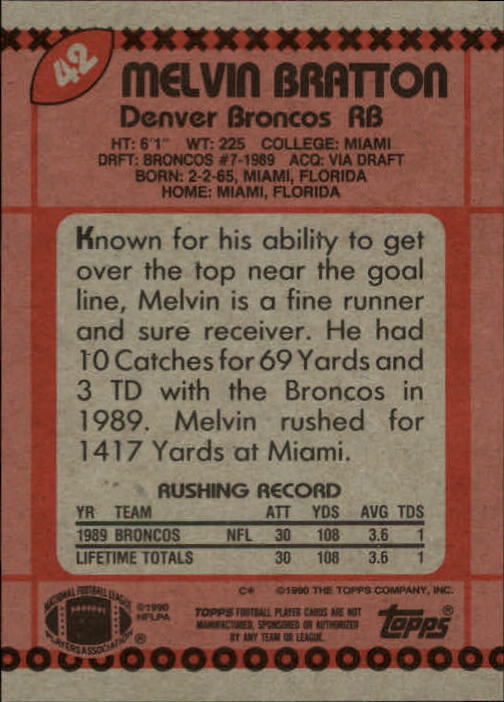 42
MELVIN BRATTON
Denver Broncos RB
HT: 6'1" WT: 225 COLLEGE: MIAMI
DRFT: BRONCOS #7-1989 ACQ: VIA DRAFT
BORN: 2-2-65, MIAMI, FLORIDA
HOME: MIAMI, FLORIDA
Known for his ability to get
over the top near the goal
line, Melvin is a fine runner
and sure receiver. He had
10 Catches for 69 Yards and
3 TD with the Broncos in
1989. Melvin rushed for
1417 Yards at Miami.
RUSHING RECORD
YR TEAM ATT YDS AVG TDS
1989 BRONCOS NFL 30 108 3.6 1
LIFETIME TOTALS 30 108 3.6 1
C* ©1990 THE TOPPS COMPANY, INC.
NATIONAL FOOTBALL LEAGUE
PLAYERS ASSOCIATION ®
©1990
NFLPA
TOPPS FOOTBALL PLAYER CARDS ARE NOT
MANUFACTURED, SPONSORED OR AUTHORIZED
BY ANY TEAM OR LEAGUE.
topps®